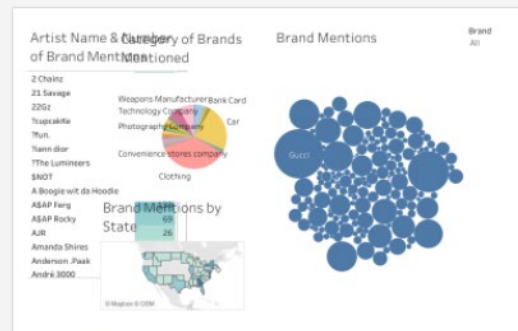 Artist Name & Number
of Brand Mentions
Category of Brands
Mentioned
Brand Mentions
Brand
All
2 Chainz
21 Savage
22Gz
?cupcakKe
?fun.
?iann dior
??The Lumineers
$NOT
A Boogie wit da Hoodie
A$AP Ferg
A$AP Rocky
AJR
Amanda Shires
Anderson .Paak
André 3000
Weapons Manufacturer
Bank Card
Technology Company
Car
Photography Company
Convenience stores company
Clothing
Gucci
Brand Mentions by
State
69
26
© Mapbox © OSM